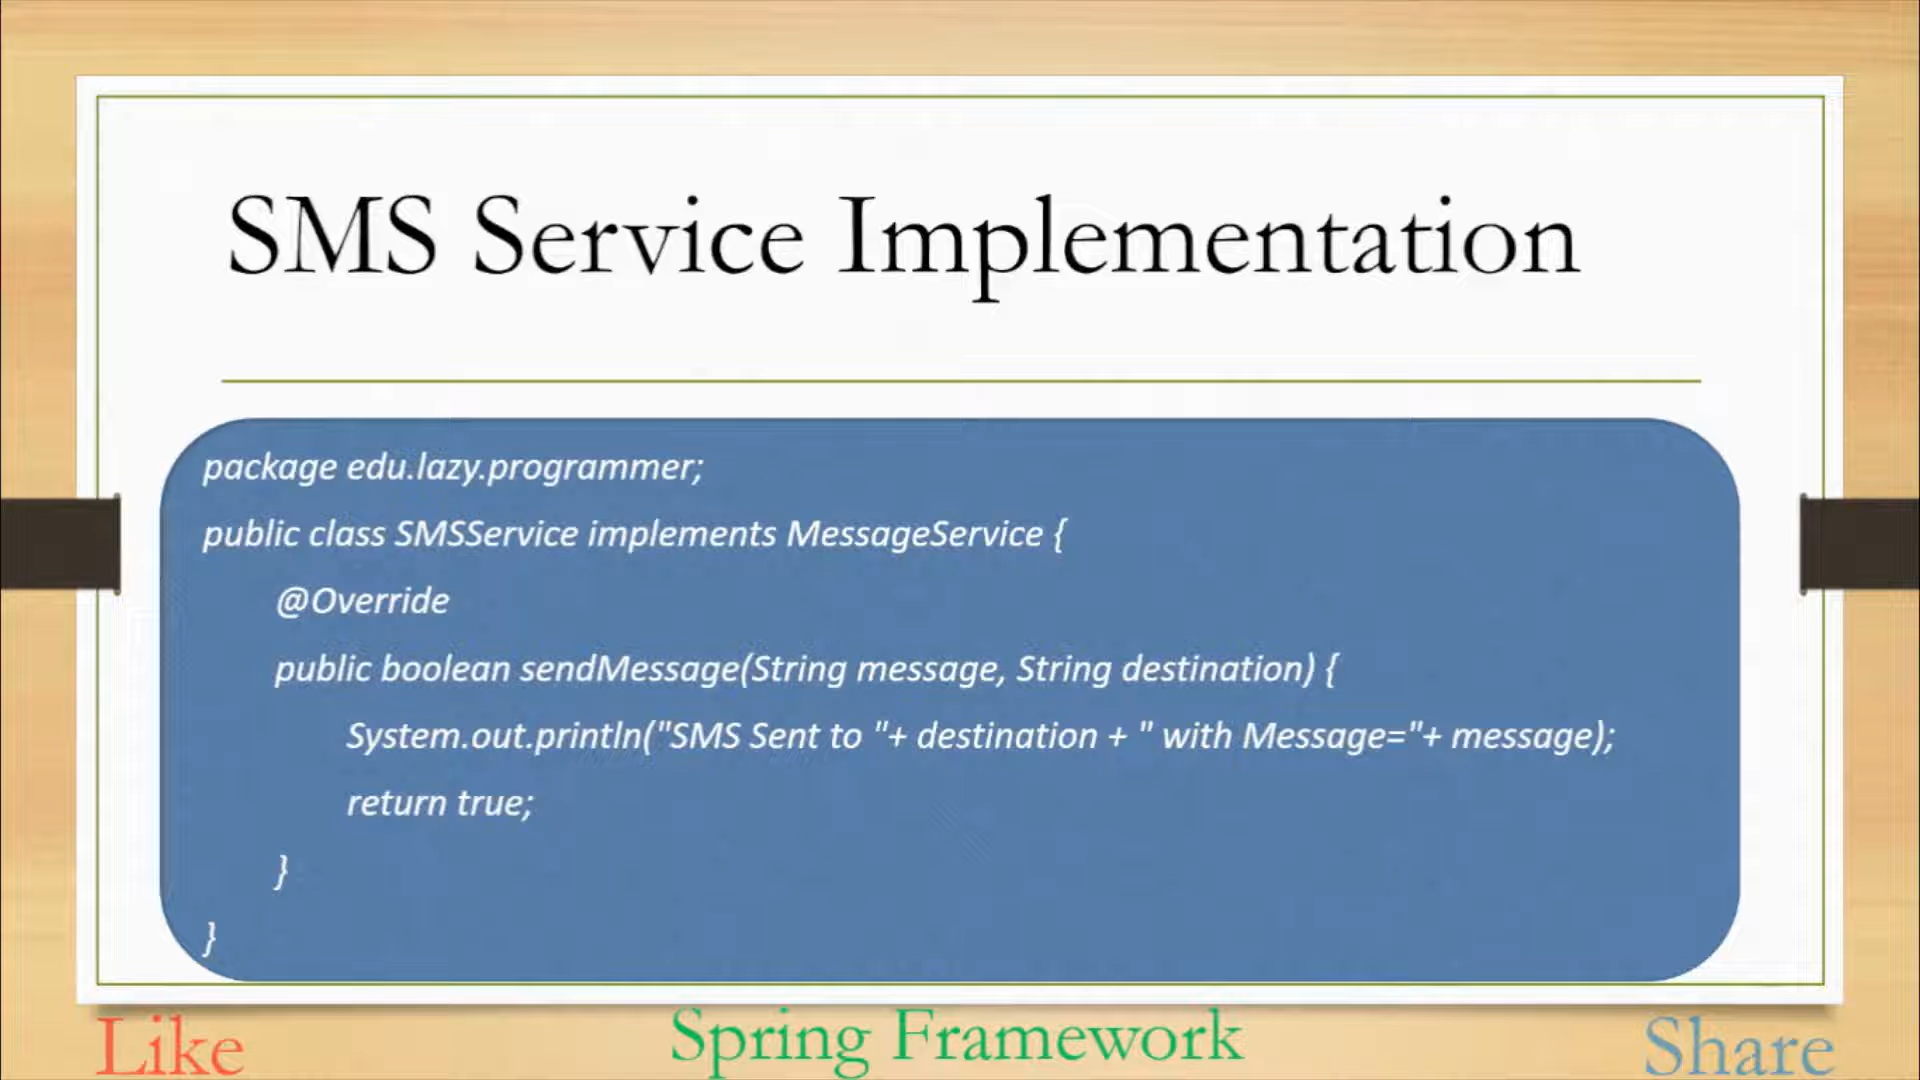 SMS Service Implementation
package edu.lazy.programmer;
public class SMSService implements MessageService {
@Override
public boolean sendMessage(String message, String destination) {
System.out.println("SMS Sent to "+ destination + " with Message="+ message);
return true;
}
}
Like
Spring Framework
Share